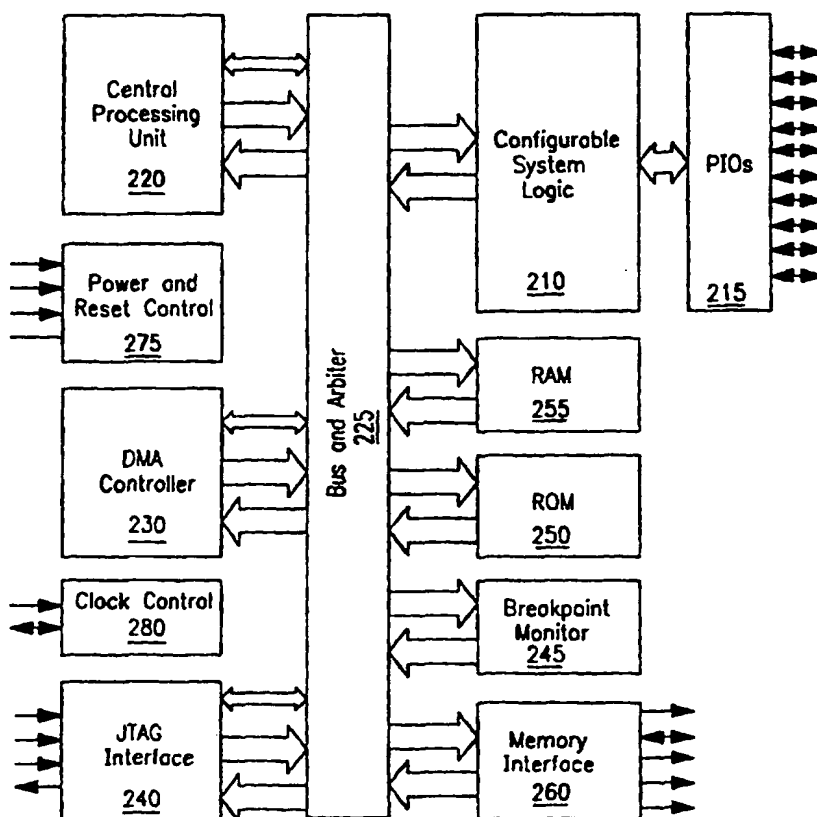 Central
Processing
Unit
220
Power and
Reset Control
275
DMA
Controller
230
Clock Control
280
JTAG
Interface
240
Bus and Arbiter
225
Configurable
System
Logic
210
PIOs
215
RAM
255
ROM
250
Breakpoint
Monitor
245
Memory
Interface
260